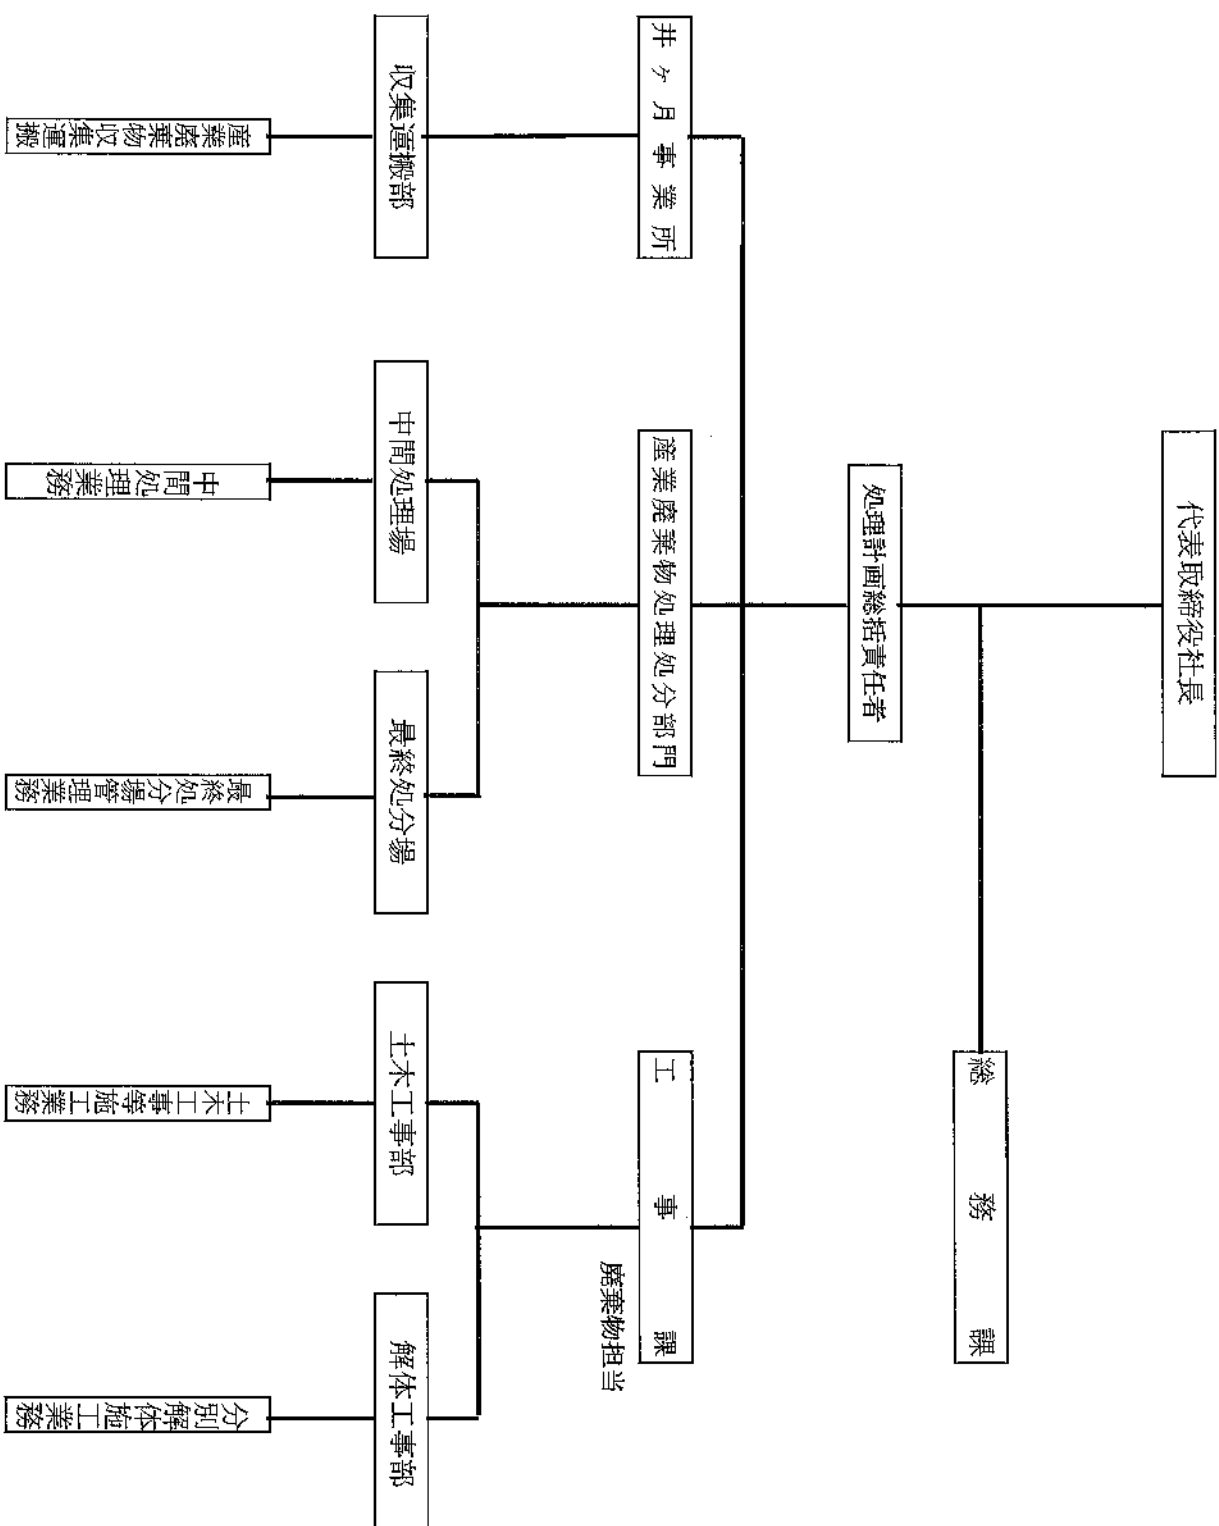 代表取締役社長
総務課
処理計画総括責任者
井ヶ月事業所
産業廃棄物処理処分部門
工事課
廃棄物担当
収集運搬部
中間処理場
最終処分場
土木工事部
解体工事部
産業廃棄物収集運搬
中間処理業務
最終処分場管理業務
土木工事等施工業務
分別解体施工業務